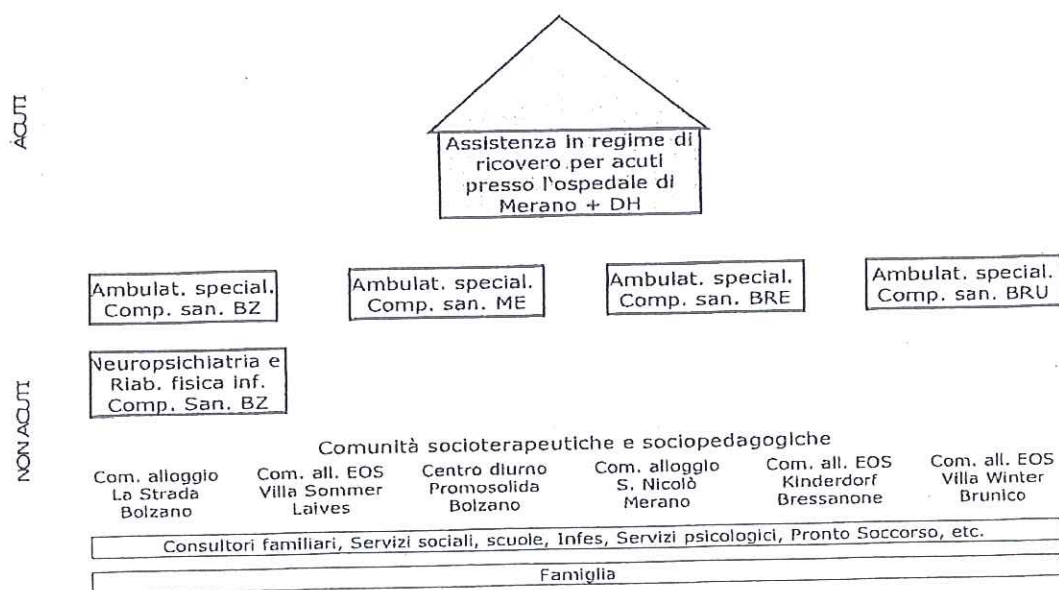 ACUTI
Assistenza in regime di
ricovero per acuti
presso l'ospedale di
Merano + DH
Ambulat. special.
Comp. san. BZ
Ambulat. special.
Comp. san. ME
Ambulat. special.
Comp. san. BRE
Ambulat. special.
Comp. san. BRU
NON ACUTI
Neuropsichiatria e
Riab. fisica inf.
Comp. San. BZ
Comunità socioterapeutiche e sociopedagogiche
Com. alloggio
La Strada
Bolzano
Com. all. EOS
Villa Sommer
Laives
Centro diurno
Promosolida
Bolzano
Com. alloggio
S. Nicolò
Merano
Com. all. EOS
Kinderdorf
Bressanone
Com. all. EOS
Villa Winter
Brunico
Consultori familiari, Servizi sociali, scuole, Infes, Servizi psicologici, Pronto Soccorso, etc.
Famiglia